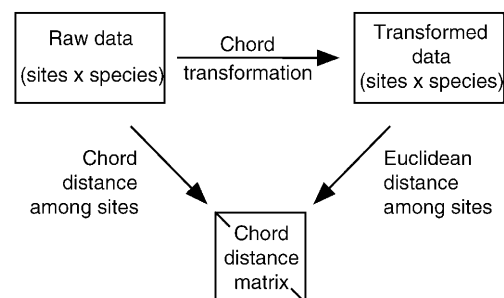 Raw data
(sites x species)
Chord
transformation
Transformed
data
(sites x species)
Chord
distance
among sites
Euclidean
distance
among sites
Chord
distance
matrix